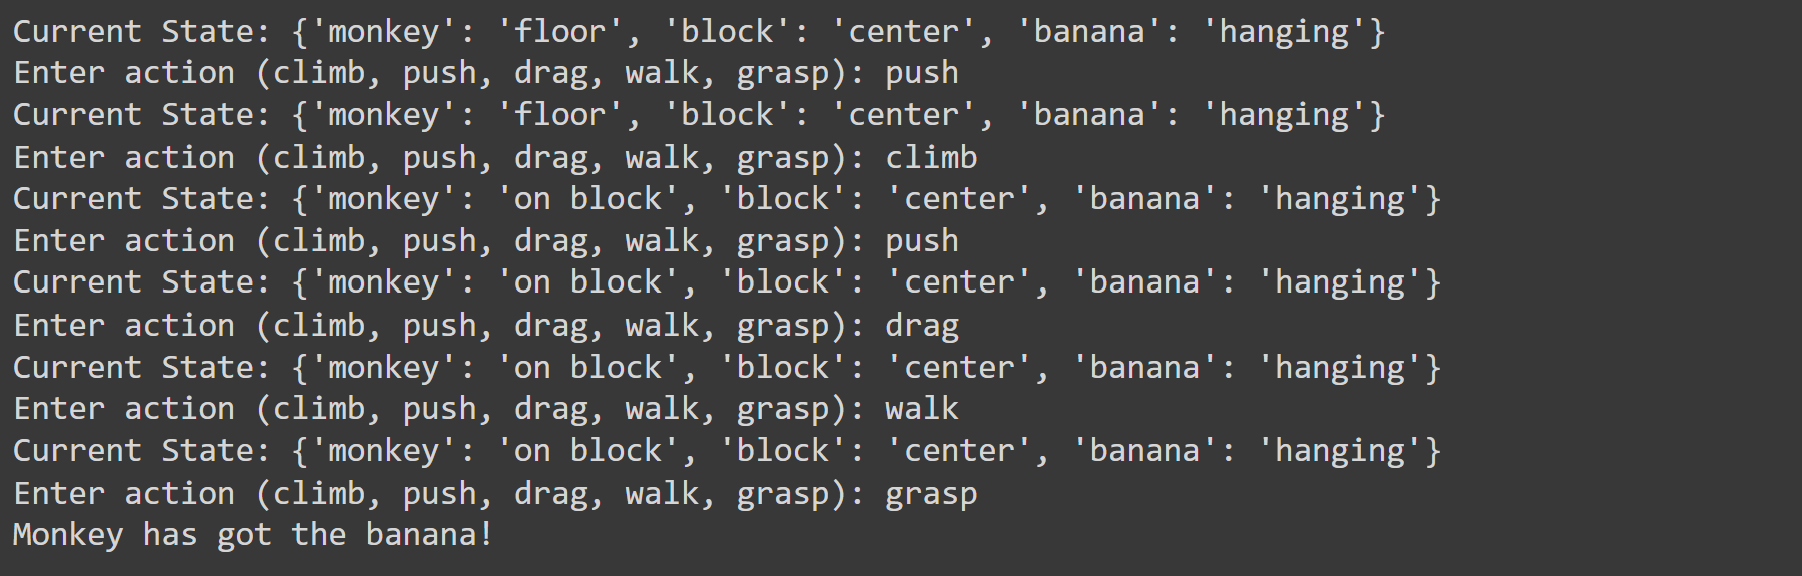 Current State: {'monkey': 'floor', 'block': 'center', 'banana': 'hanging'}
Enter action (climb, push, drag, walk, grasp): push
Current State: {'monkey': 'floor', 'block': 'center', 'banana': 'hanging'}
Enter action (climb, push, drag, walk, grasp): climb
Current State: {'monkey': 'on block', 'block': 'center', 'banana': 'hanging'}
Enter action (climb, push, drag, walk, grasp): push
Current State: {'monkey': 'on block', 'block': 'center', 'banana': 'hanging'}
Enter action (climb, push, drag, walk, grasp): drag
Current State: {'monkey': 'on block', 'block': 'center', 'banana': 'hanging'}
Enter action (climb, push, drag, walk, grasp): walk
Current State: {'monkey': 'on block', 'block': 'center', 'banana': 'hanging'}
Enter action (climb, push, drag, walk, grasp): grasp
Monkey has got the banana!